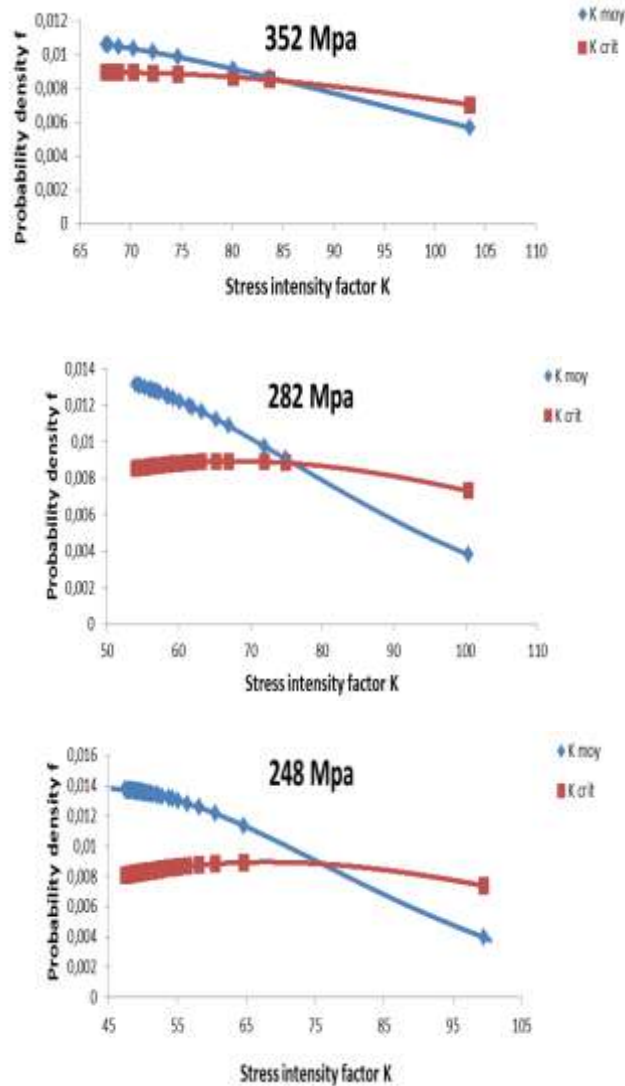 352 Mpa
K moy
K crit
Probability density f
0,012
0,01
0,008
0,006
0,004
0,002
0
65 70 75 80 85 90 95 100 105 110
Stress intensity factor K
282 Mpa
K moy
K crit
Probability density f
0,014
0,012
0,01
0,008
0,006
0,004
0,002
0
50 60 70 80 90 100 110
Stress intensity factor K
248 Mpa
K moy
K crit
Probability density f
0,016
0,014
0,012
0,01
0,008
0,006
0,004
0,002
0
45 55 65 75 85 95 105
Stress intensity factor K